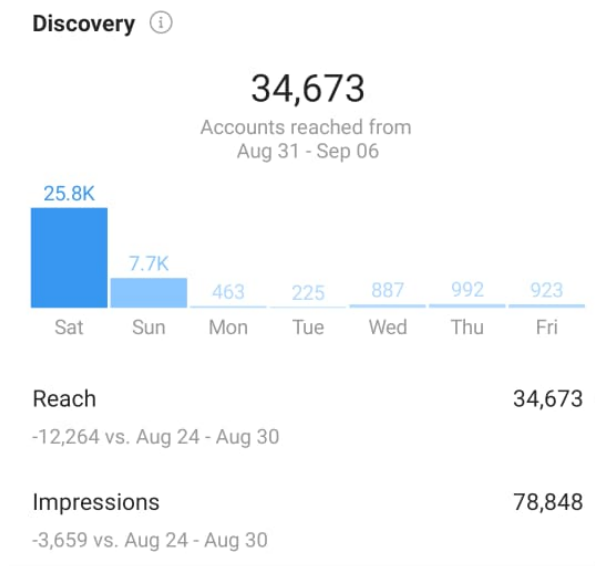 Discovery
34,673
Accounts reached from
Aug 31 - Sep 06
25.8K
7.7K
463 225 887 992 923
Sat Sun Mon Tue Wed Thu Fri
Reach 34,673
-12,264 vs. Aug 24 - Aug 30
Impressions 78,848
-3,659 vs. Aug 24 - Aug 30